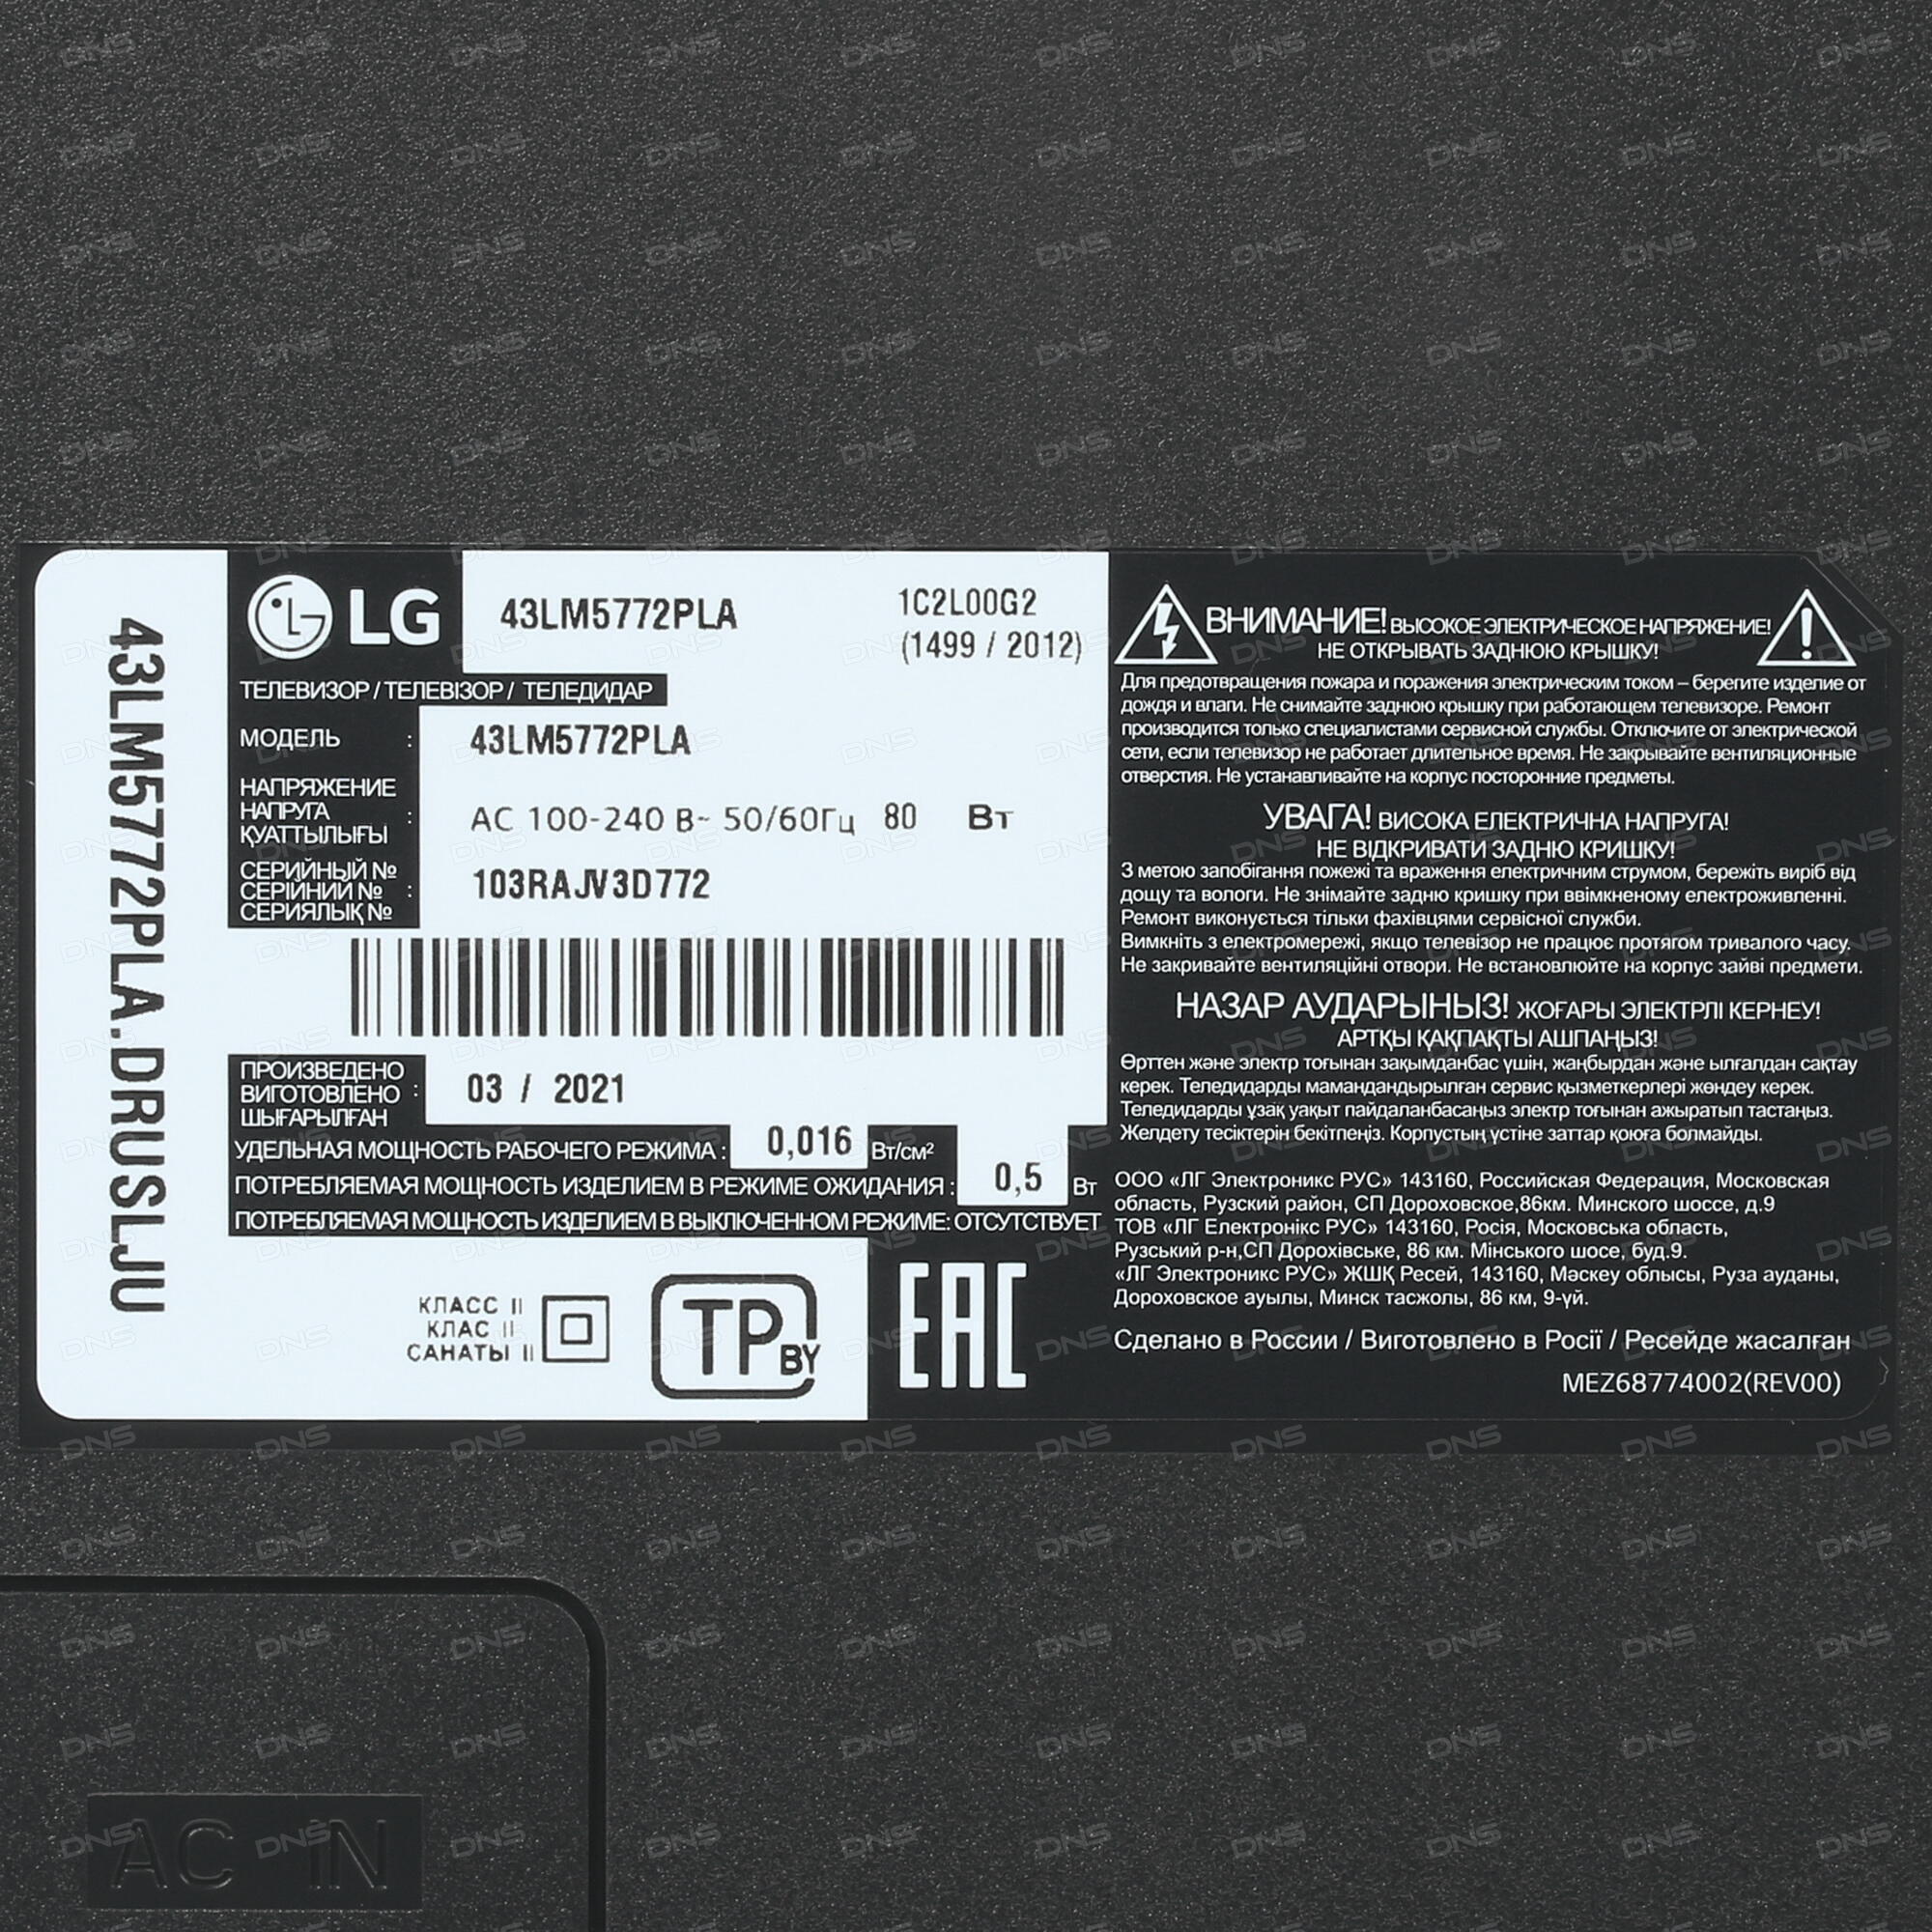 43LM5772PLA.DRUSLJU
LG
43LM5772PLA
1C2L00G2
(1499 / 2012)
ТЕЛЕВИЗОР / ТЕЛЕВІЗОР / ТЕЛЕДИДАР
МОДЕЛЬ : 43LM5772PLA
НАПРЯЖЕНИЕ
НАПРУГА
ҚУАТТЫЛЫҒЫ
: AC 100-240 В~ 50/60Гц 80 Вт
СЕРИЙНЫЙ №
СЕРІЙНИЙ №
СЕРИЯЛЫҚ №
: 103RAJV3D772
ПРОИЗВЕДЕНО
ВИГОТОВЛЕНО
ШЫҒАРЫЛҒАН
: 03 / 2021
УДЕЛЬНАЯ МОЩНОСТЬ РАБОЧЕГО РЕЖИМА : 0,016 Вт/см²
ПОТРЕБЛЯЕМАЯ МОЩНОСТЬ ИЗДЕЛИЕМ В РЕЖИМЕ ОЖИДАНИЯ : 0,5 Вт
ПОТРЕБЛЯЕМАЯ МОЩНОСТЬ ИЗДЕЛИЕМ В ВЫКЛЮЧЕННОМ РЕЖИМЕ: ОТСУТСТВУЕТ
КЛАСС II
КЛАС II
САНАТЫ II
TP BY
EAC
ВНИМАНИЕ! ВЫСОКОЕ ЭЛЕКТРИЧЕСКОЕ НАПРЯЖЕНИЕ!
НЕ ОТКРЫВАТЬ ЗАДНЮЮ КРЫШКУ!
Для предотвращения пожара и поражения электрическим током – берегите изделие от
дождя и влаги. Не снимайте заднюю крышку при работающем телевизоре. Ремонт
производится только специалистами сервисной службы. Отключите от электрической
сети, если телевизор не работает длительное время. Не закрывайте вентиляционные
отверстия. Не устанавливайте на корпус посторонние предметы.
УВАГА! ВИСОКА ЕЛЕКТРИЧНА НАПРУГА!
НЕ ВІДКРИВАТИ ЗАДНЮ КРИШКУ!
З метою запобігання пожежі та враження електричним струмом, бережіть виріб від
дощу та вологи. Не знімайте задню кришку при ввімкненому електроживленні.
Ремонт виконується тільки фахівцями сервісної служби.
Вимкніть з електромережі, якщо телевізор не працює протягом тривалого часу.
Не закривайте вентиляційні отвори. Не встановлюйте на корпус зайві предмети.
НАЗАР АУДАРЫҢЫЗ! ЖОҒАРЫ ЭЛЕКТРЛІ КЕРНЕУ!
АРТҚЫ ҚАҚПАҚТЫ АШПАҢЫЗ!
Өрттен және электр тоғынан зақымданбас үшін, жаңбырдан және ылғалдан сақтау
керек. Теледидарды мамандандырылған сервис қызметкерлері жөндеу керек.
Теледидарды ұзақ уақыт пайдаланбасаңыз электр тоғынан ажыратып тастаңыз.
Желдету тесіктерін бекітпеңіз. Корпустың үстіне заттар қоюға болмайды.
ООО «ЛГ Электроникс РУС» 143160, Российская Федерация, Московская
область, Рузский район, СП Дороховское,86км. Минского шоссе, д.9
ТОВ «ЛГ Електронікс РУС» 143160, Росія, Московська область,
Рузський р-н,СП Дорохівське, 86 км. Мінського шосе, буд.9.
«ЛГ Электроникс РУС» ЖШҚ Ресей, 143160, Мәскеу облысы, Руза ауданы,
Дороховское ауылы, Минск тасжолы, 86 км, 9-үй.
Сделано в России / Виготовлено в Росії / Ресейде жасалған
MEZ68774002(REV00)
AC IN
DNS